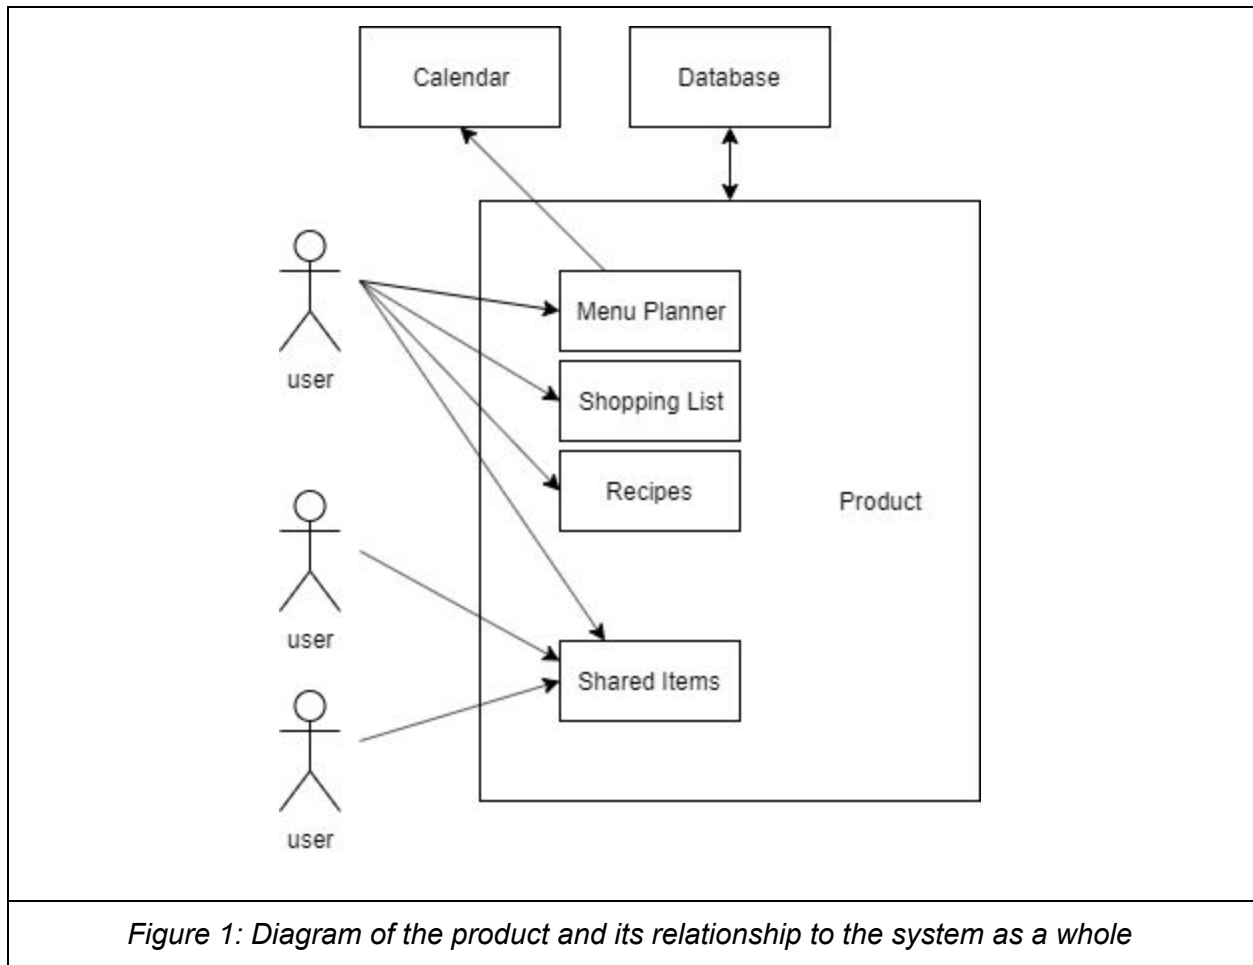 Calendar
Database
Menu Planner
user
Shopping List
Recipes
Product
user
Shared Items
user
Figure 1: Diagram of the product and its relationship to the system as a whole